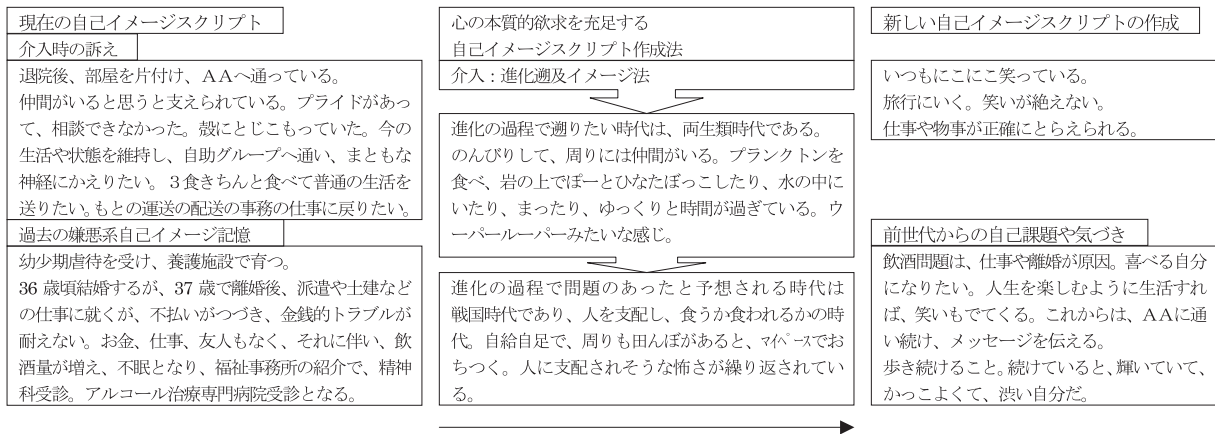 現在の自己イメージスクリプト
介入時の訴え
退院後、部屋を片付け、ＡＡへ通っている。
仲間がいると思うと支えられている。プライドがあっ
て、相談できなかった。殻にとじこもっていた。今の
生活や状態を維持し、自助グループへ通い、まともな
神経にかえりたい。３食きちんと食べて普通の生活を
送りたい。もとの運送の配送の事務の仕事に戻りたい。
過去の嫌悪系自己イメージ記憶
幼少期虐待を受け、養護施設で育つ。
36 歳頃結婚するが、37 歳で離婚後、派遣や土建など
の仕事に就くが、不払いがつづき、金銭的トラブルが
耐えない。お金、仕事、友人もなく、それに伴い、飲
酒量が増え、不眠となり、福祉事務所の紹介で、精神
科受診。アルコール治療専門病院受診となる。
心の本質的欲求を充足する
自己イメージスクリプト作成法
介入：進化遡及イメージ法
進化の過程で遡りたい時代は、両生類時代である。
のんびりして、周りには仲間がいる。プランクトンを
食べ、岩の上でぽーとひなたぼっこしたり、水の中に
いたり、まったり、ゆっくりと時間が過ぎている。ウ
ーパールーパーみたいな感じ。
進化の過程で問題のあったと予想される時代は
戦国時代であり、人を支配し、食うか食われるかの時
代。自給自足で、周りも田んぼがあると、ﾏｲﾍﾟｰｽでお
ちつく。人に支配されそうな怖さが繰り返されてい
る。
新しい自己イメージスクリプトの作成
いつもにこにこ笑っている。
旅行にいく。笑いが絶えない。
仕事や物事が正確にとらえられる。
前世代からの自己課題や気づき
飲酒問題は、仕事や離婚が原因。喜べる自分
になりたい。人生を楽しむように生活すれ
ば、笑いもでてくる。これからは、ＡＡに通
い続け、メッセージを伝える。
歩き続けること。続けていると、輝いていて、
かっこよくて、渋い自分だ。